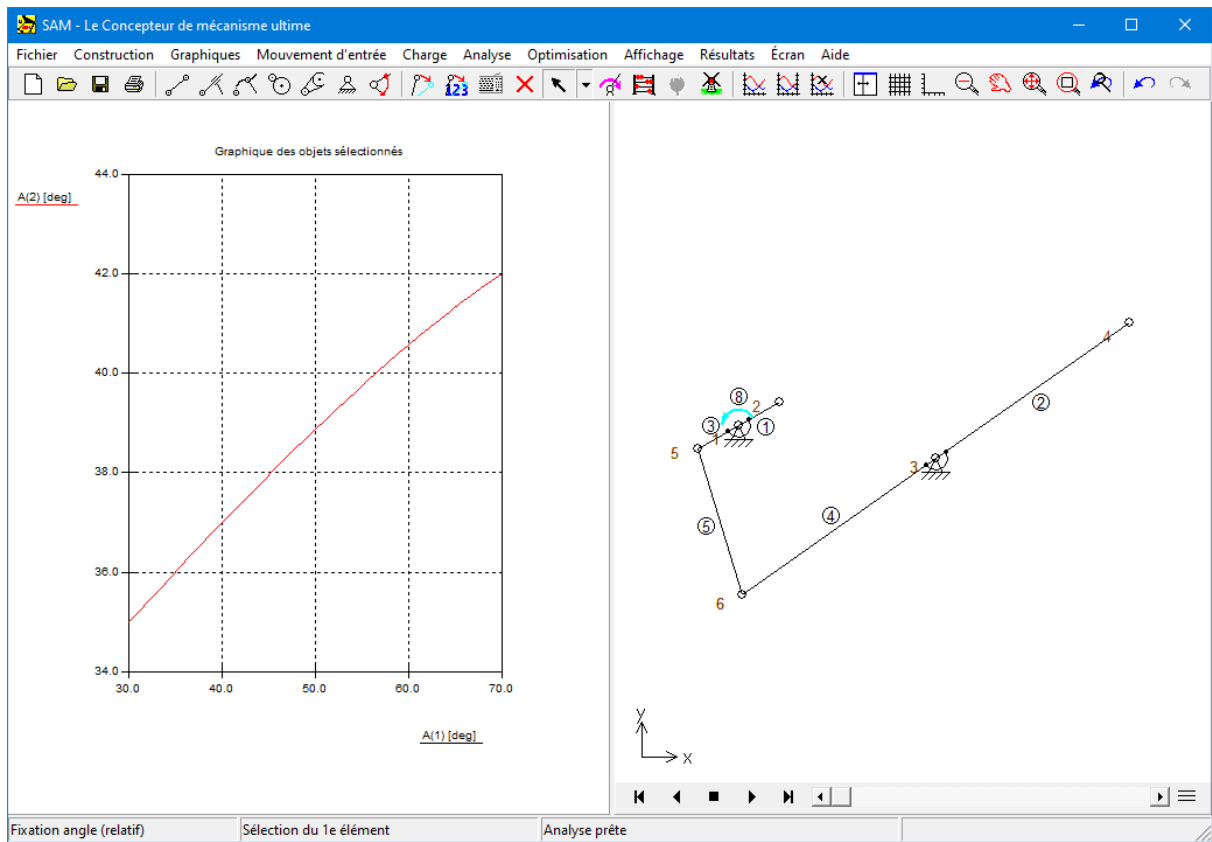 SAM - Le Concepteur de mécanisme ultime
Fichier Construction Graphiques Mouvement d'entrée Charge Analyse Optimisation Affichage Résultats Écran Aide
123
Graphique des objets sélectionnés
A(2) [deg]
44.0
42.0
40.0
38.0
36.0
34.0
30.0 40.0 50.0 60.0 70.0
A(1) [deg]
4
2
8
2
3
1
1
5
3
4
5
6
y
x
Fixation angle (relatif) Sélection du 1e élément Analyse prête